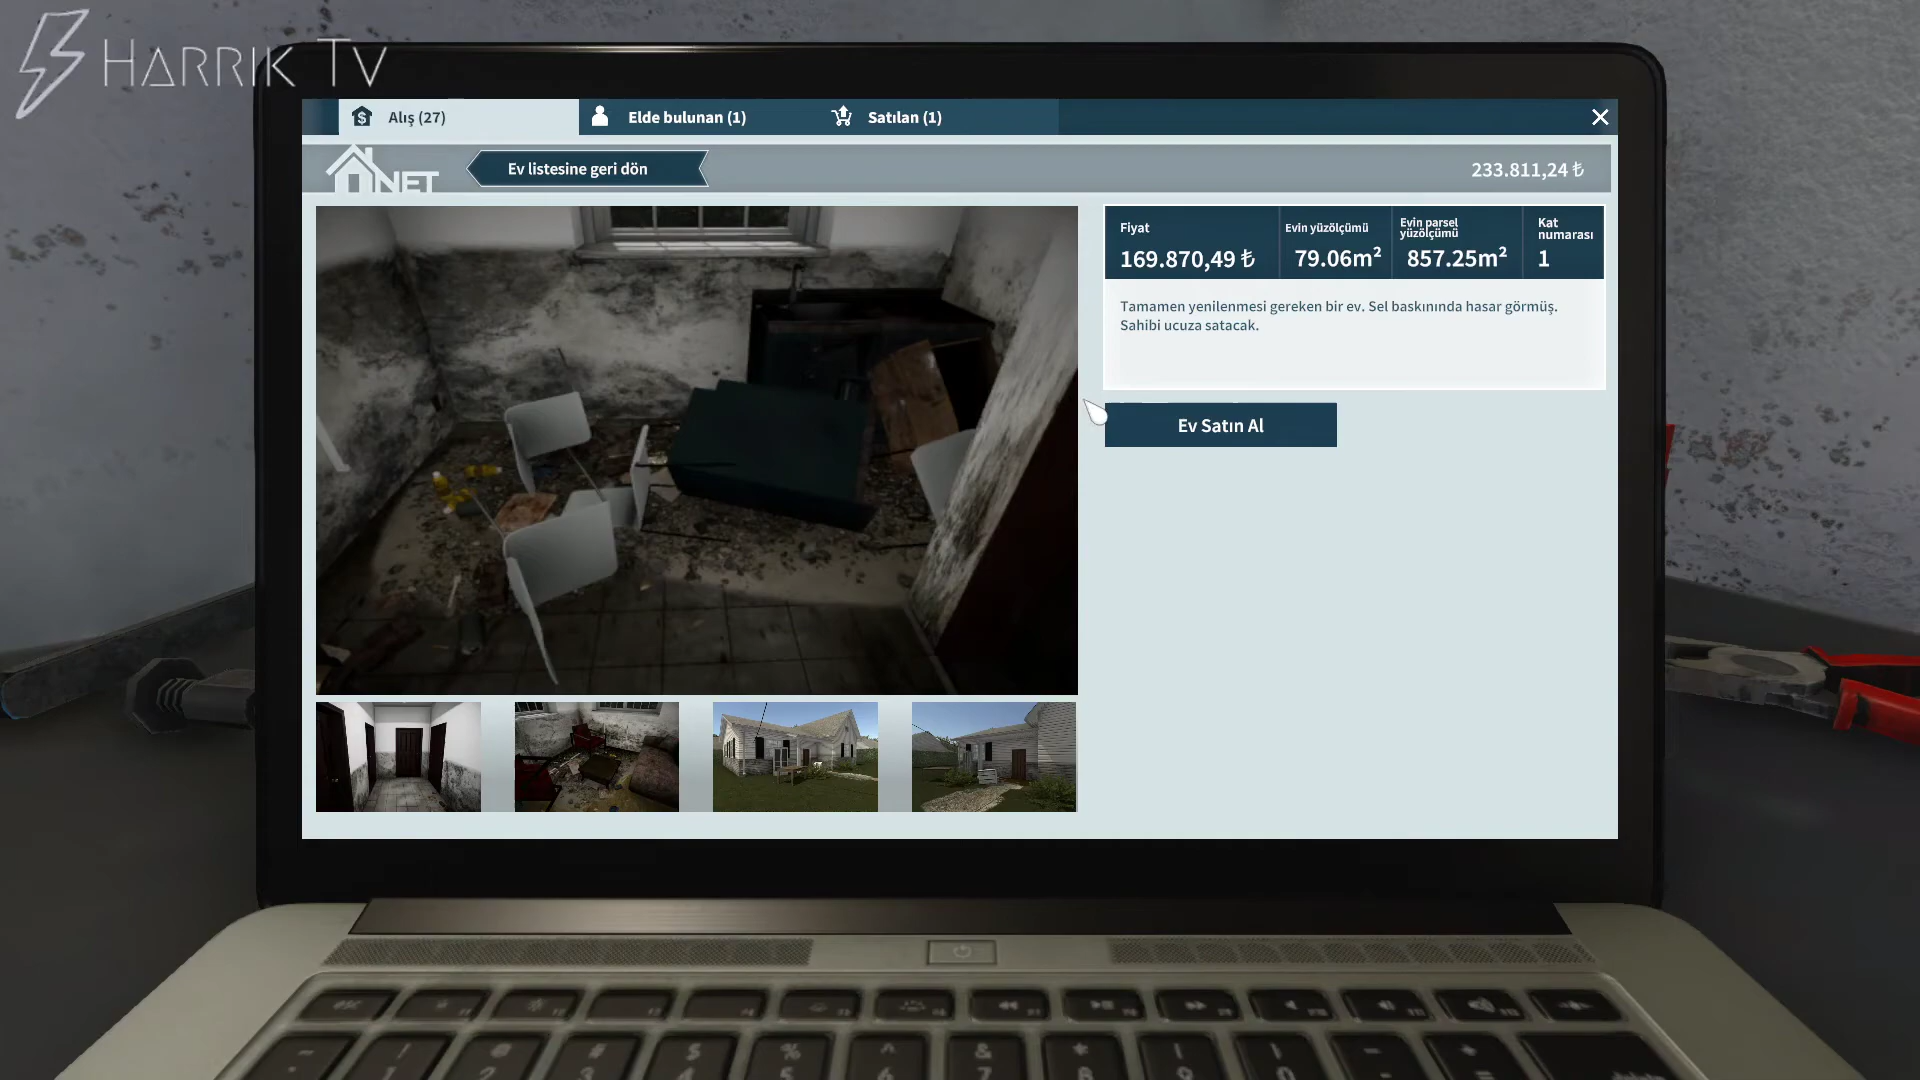 HARRIK TV
Alış (27)
Elde bulunan (1)
Satılan (1)
NET
Ev listesine geri dön
233.811,24 ₺
Fiyat
169.870,49 ₺
Evin yüzölçümü
79.06m²
Evin parsel
yüzölçümü
857.25m²
Kat
numarası
1
Tamamen yenilenmesi gereken bir ev. Sel baskınında hasar görmüş.
Sahibi ucuza satacak.
Ev Satın Al